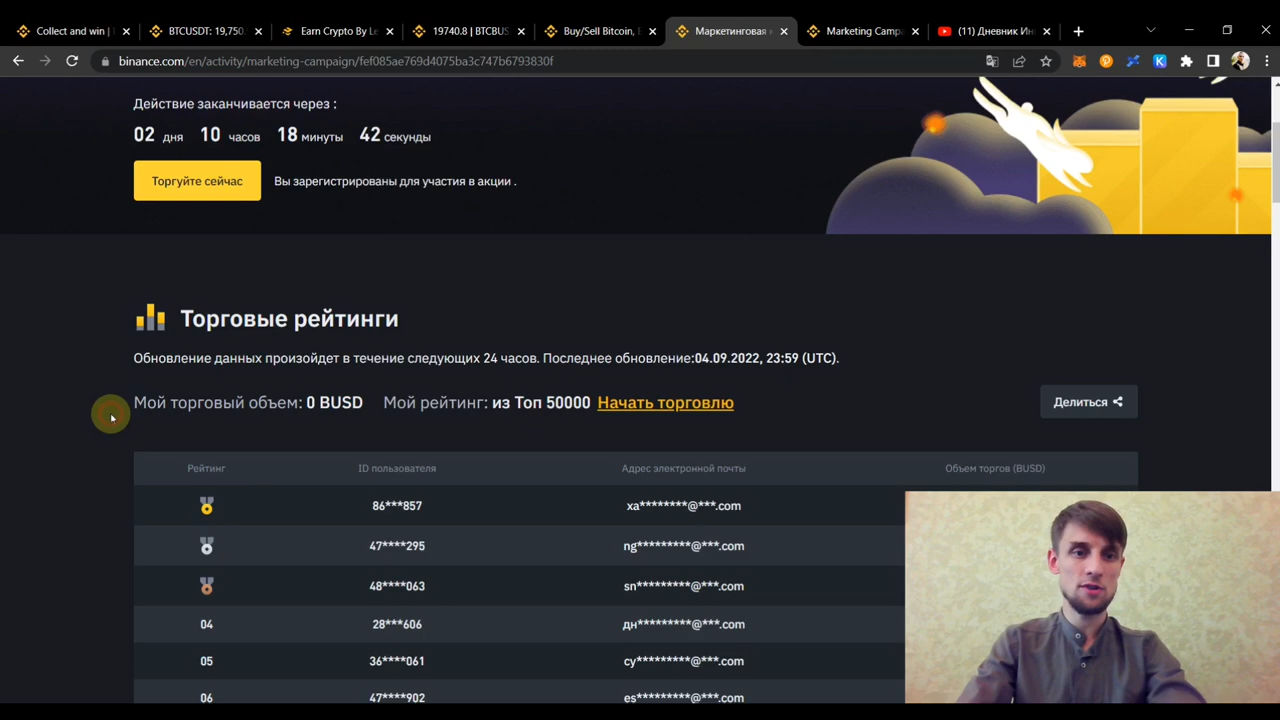 Collect and win | 
BTCUSDT: 19,750.
Earn Crypto By Le
19740.8 | BTCBUS
Buy/Sell Bitcoin, E
Маркетинговая к
Marketing Campa
(11) Дневник Ин
binance.com/en/activity/marketing-campaign/fef085ae769d4075ba3c747b6793830f
Действие заканчивается через :
02 дня 10 часов 18 минуты 42 секунды
Торгуйте сейчас
Вы зарегистрированы для участия в акции .
Торговые рейтинги
Обновление данных произойдет в течение следующих 24 часов. Последнее обновление:04.09.2022, 23:59 (UTC).
Мой торговый объем: 0 BUSD Мой рейтинг: из Топ 50000 Начать торговлю
Делиться
Рейтинг ID пользователя Адрес электронной почты Объем торгов (BUSD)
86***857 xa********@***.com
47****295 ng*********@***.com
48****063 sn*********@***.com
04 28***606 дн*********@***.com
05 36****061 cy*********@***.com
06 47****902 es*********@***.com